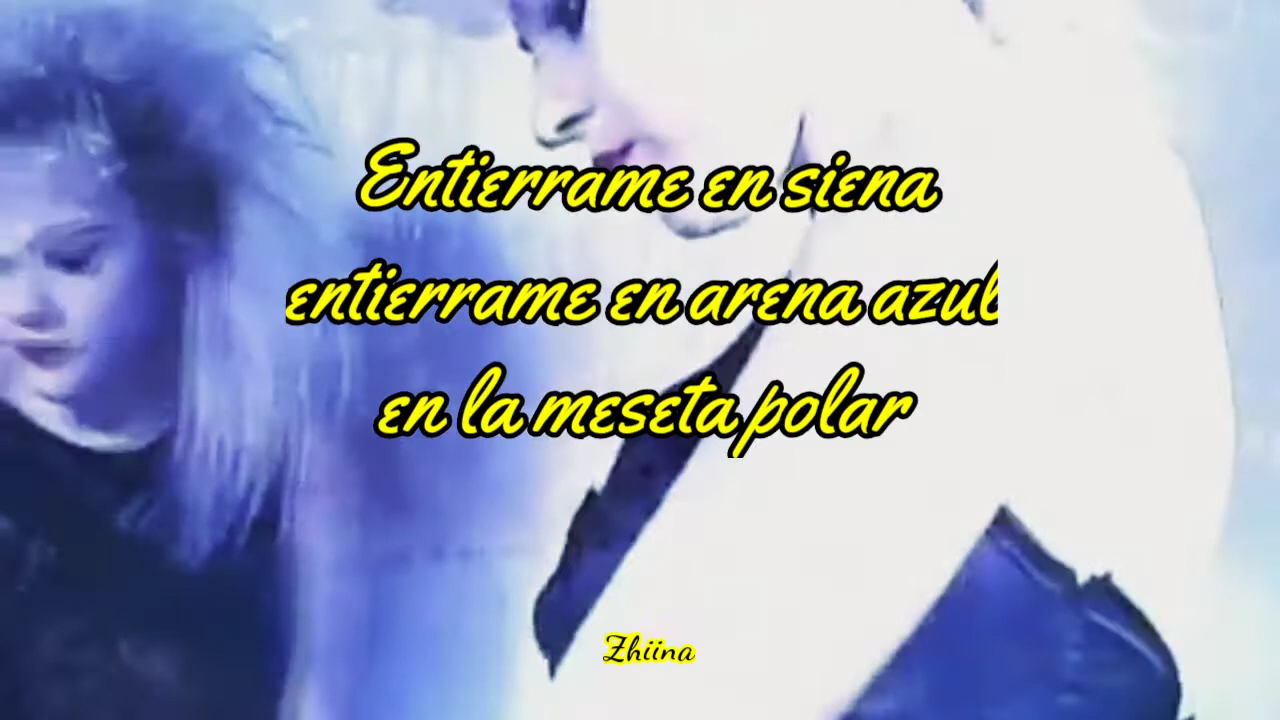 Entierrame en siena
entierrame en arena azul
en la meseta polar
Zhiina